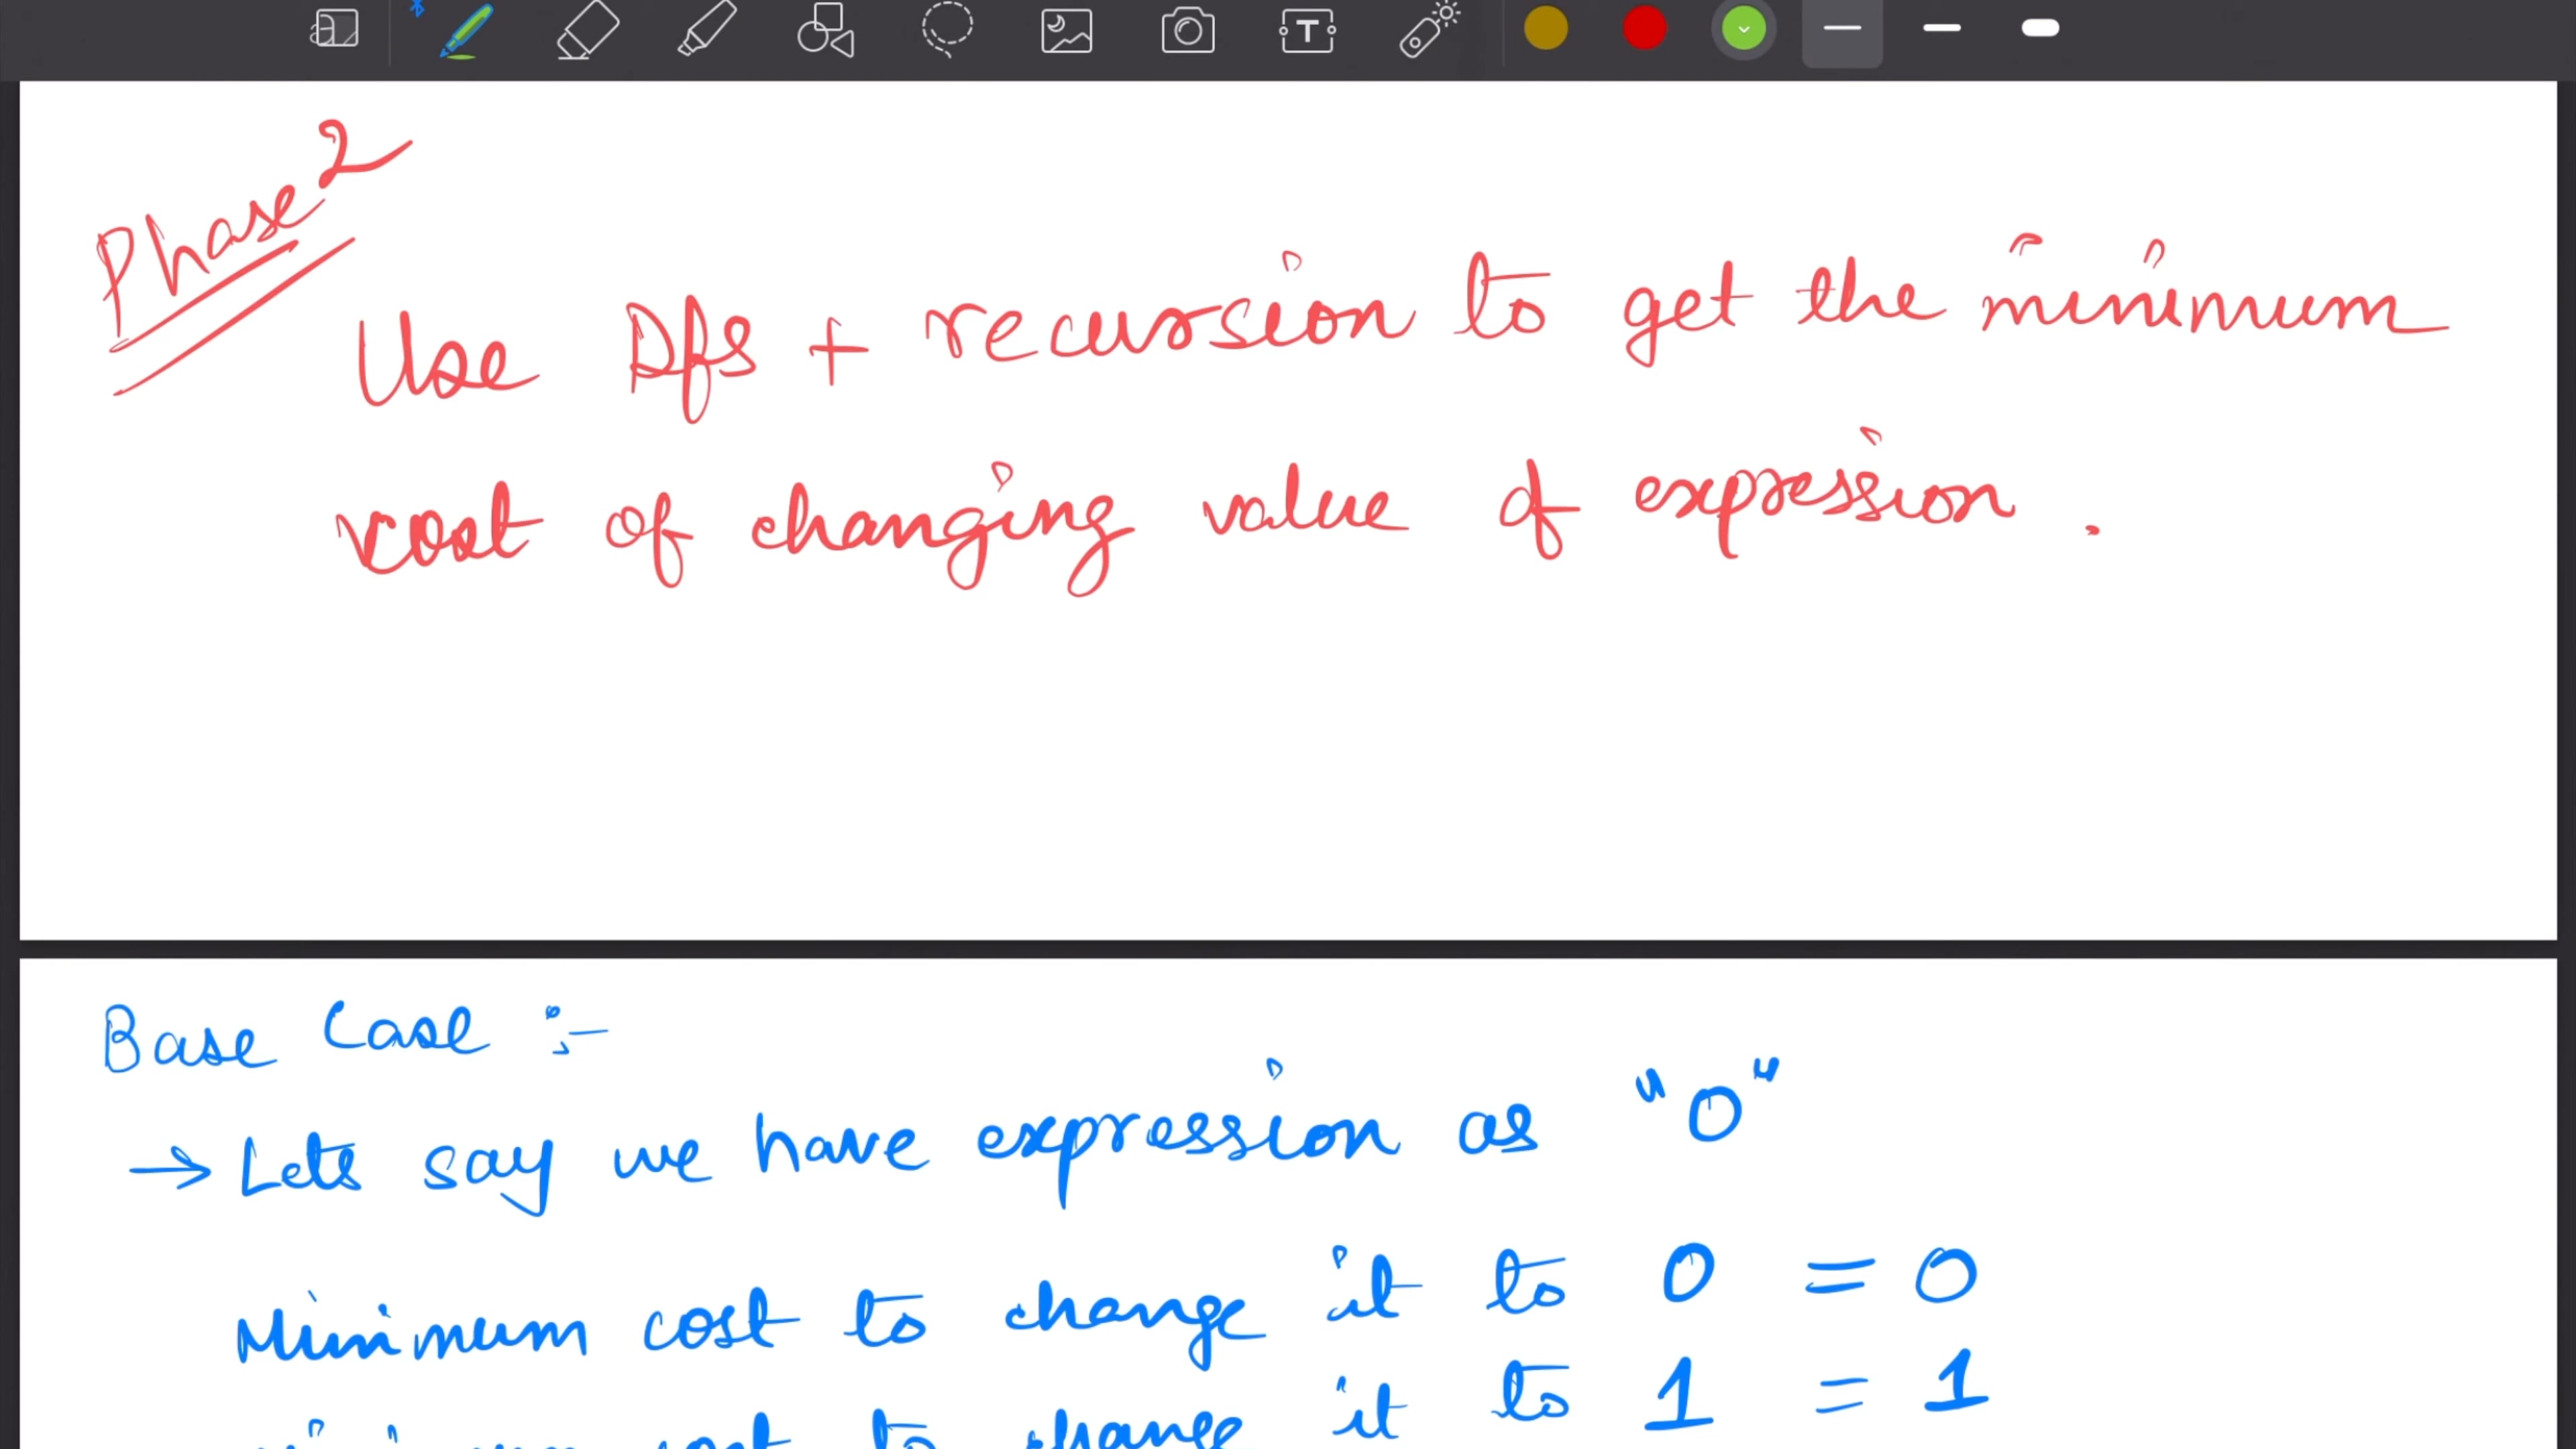 Phase 2
Use Dfs + recursion to get the minimum
cost of changing value of expression.
Base Case :-
→ Lets say we have expression as "0"
Minimum cost to change it to 0 = 0
Minimum cost to change it to 1 = 1